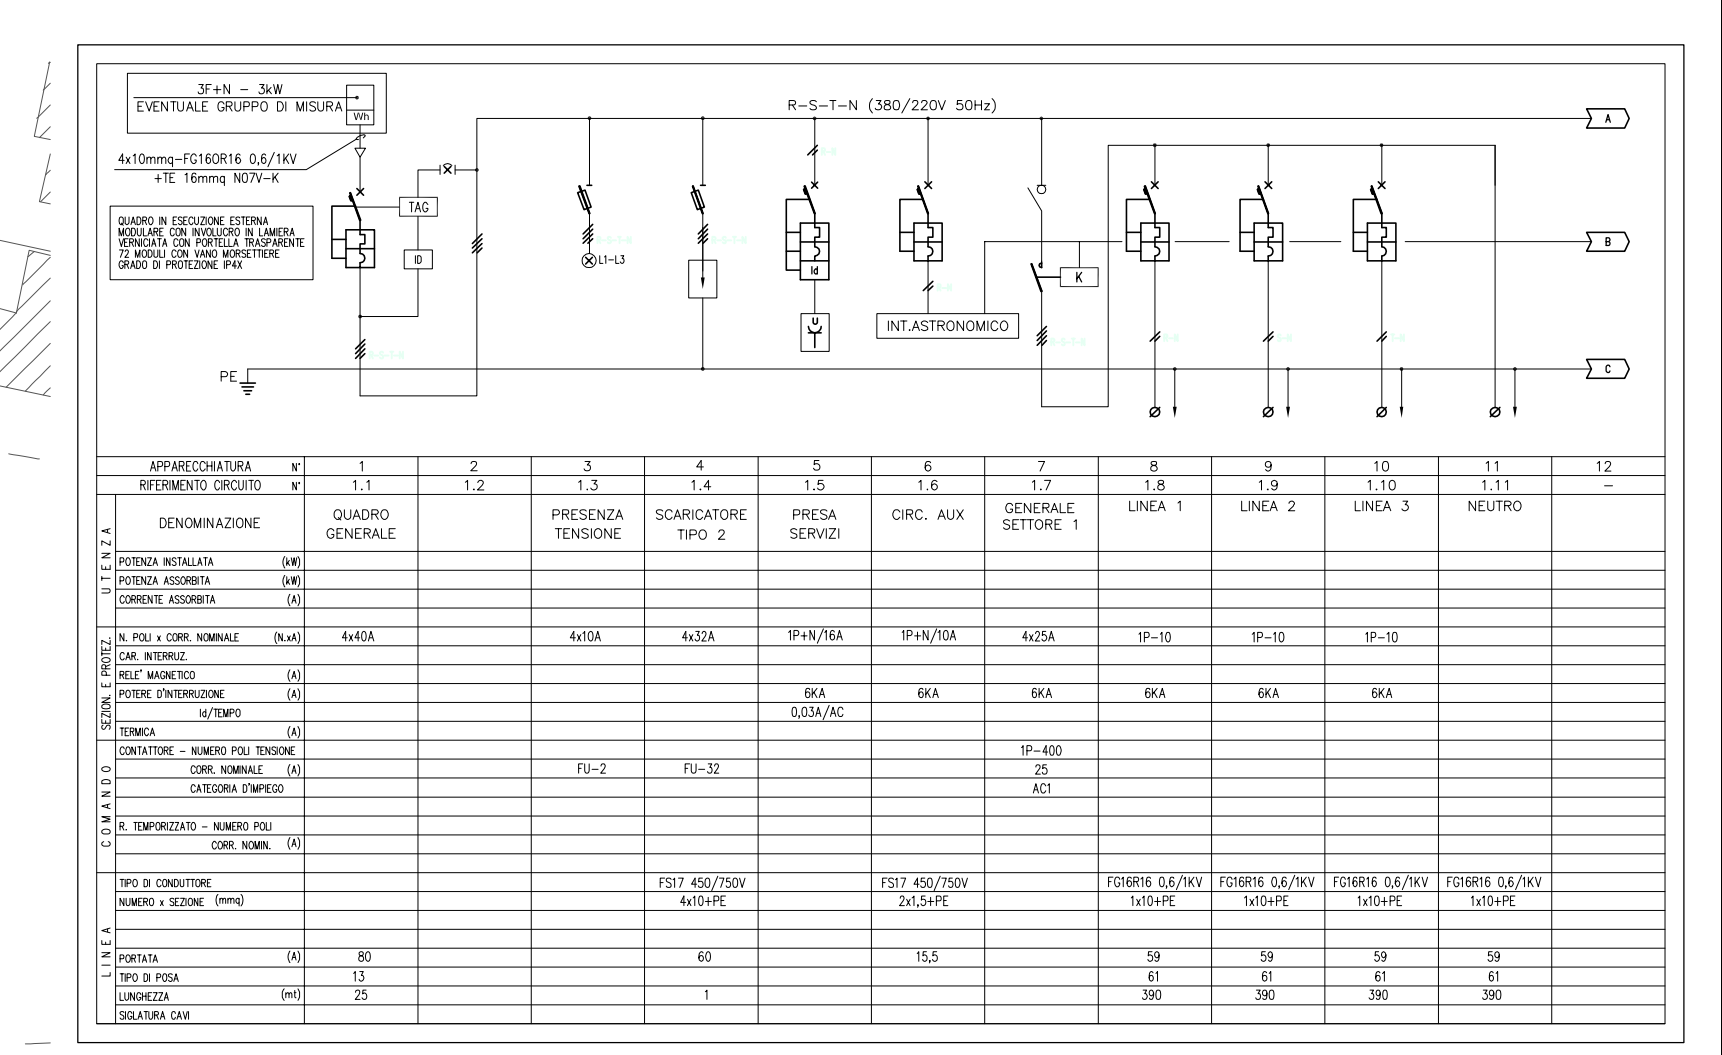 3F+N - 3kW
EVENTUALE GRUPPO DI MISURA
Wh
R-S-T-N (380/220V 50Hz)
A
4x10mmq-FG16OR16 0,6/1KV
+TE 16mmq N07V-K
QUADRO IN ESECUZIONE ESTERNA
MODULARE CON INVOLUCRO IN LAMIERA
VERNICIATA CON PORTELLA TRASPARENTE
72 MODULI CON VANO MORSETTIERE
GRADO DI PROTEZIONE IP4X
TAG
ID
L1-L3
Id
U
INT.ASTRONOMICO
K
B
R-S-T-N
R-S-T-N
R-S-T-N
R-S-T-N
R-N
S-N
T-N
PE
C
APPARECCHIATURA N° 1 2 3 4 5 6 7 8 9 10 11 12
RIFERIMENTO CIRCUITO N° 1.1 1.2 1.3 1.4 1.5 1.6 1.7 1.8 1.9 1.10 1.11 -
UTENZA
DENOMINAZIONE QUADRO GENERALE PRESENZA TENSIONE SCARICATORE TIPO 2 PRESA SERVIZI CIRC. AUX GENERALE SETTORE 1 LINEA 1 LINEA 2 LINEA 3 NEUTRO
POTENZA INSTALLATA (kW)
POTENZA ASSORBITA (kW)
CORRENTE ASSORBITA (A)
SEZION. E PROTEZ.
N. POLI x CORR. NOMINALE (N.xA) 4x40A 4x10A 4x32A 1P+N/16A 1P+N/10A 4x25A 1P-10 1P-10 1P-10
CAR. INTERRUZ.
RELE' MAGNETICO (A)
POTERE D'INTERRUZIONE (A) 6KA 6KA 6KA 6KA 6KA 6KA
Id/TEMPO 0,03A/AC
TERMICA (A)
COMANDO
CONTATTORE - NUMERO POLI TENSIONE 1P-400
CORR. NOMINALE (A) FU-2 FU-32 25
CATEGORIA D'IMPIEGO AC1
R. TEMPORIZZATO - NUMERO POLI
CORR. NOMIN. (A)
LINEA
TIPO DI CONDUTTORE FS17 450/750V FS17 450/750V FG16R16 0,6/1KV FG16R16 0,6/1KV FG16R16 0,6/1KV FG16R16 0,6/1KV
NUMERO x SEZIONE (mmq) 4x10+PE 2x1,5+PE 1x10+PE 1x10+PE 1x10+PE 1x10+PE
PORTATA (A) 80 60 15,5 59 59 59 59
TIPO DI POSA 13 61 61 61 61
LUNGHEZZA (mt) 25 1 390 390 390 390
SIGLATURA CAVI